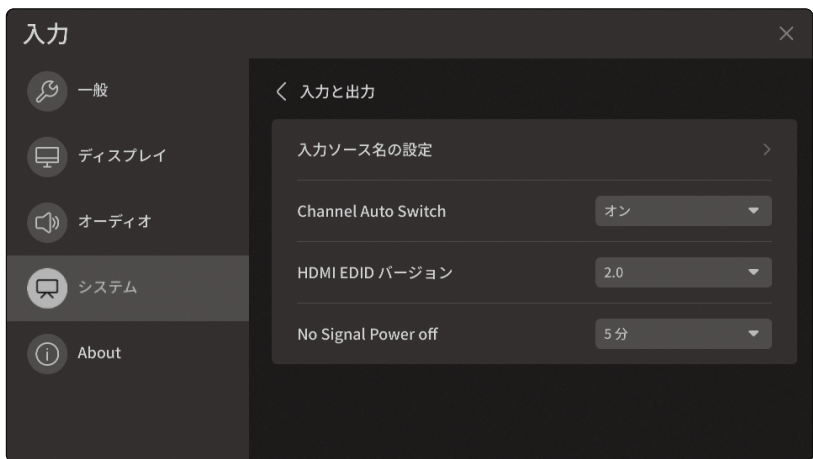 入力
一般
ディスプレイ
オーディオ
システム
About
入力と出力
入力ソース名の設定
Channel Auto Switch オン
HDMI EDID バージョン 2.0
No Signal Power off 5 分